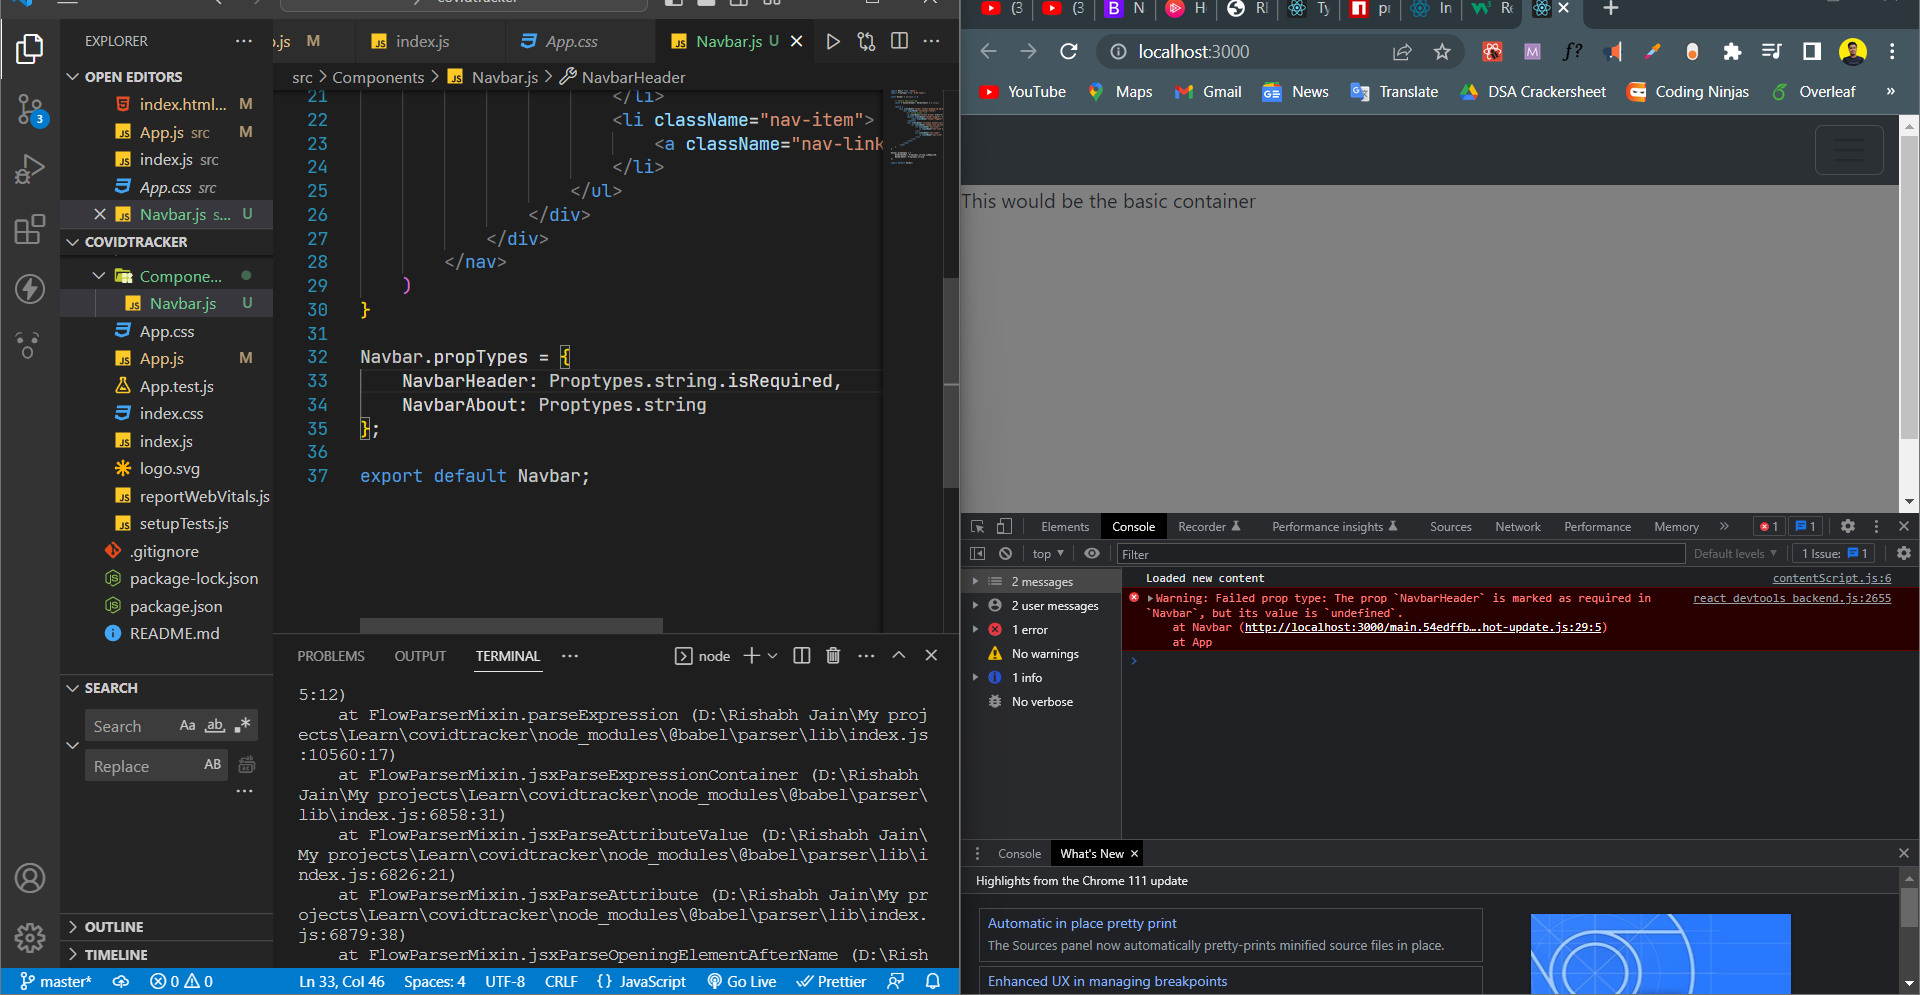 EXPLORER
OPEN EDITORS
index.html... M
App.js src M
index.js src
App.css src
Navbar.js s... U
COVIDTRACKER
Compone...
Navbar.js U
App.css
App.js M
App.test.js
index.css
index.js
logo.svg
reportWebVitals.js
setupTests.js
.gitignore
package-lock.json
package.json
README.md
SEARCH
Search Aa ab
Replace AB
OUTLINE
TIMELINE
3
covidtracker
p.js M index.js App.css Navbar.js U
src > Components > Navbar.js > NavbarHeader
21 </li>
22 <li className="nav-item">
23 <a className="nav-link
24 </li>
25 </ul>
26 </div>
27 </div>
28 </nav>
29 )
30 }
31
32 Navbar.propTypes = {
33 NavbarHeader: Proptypes.string.isRequired,
34 NavbarAbout: Proptypes.string
35 };
36
37 export default Navbar;
PROBLEMS OUTPUT TERMINAL node
5:12)
at FlowParserMixin.parseExpression (D:\Rishabh Jain\My proj
ects\Learn\covidtracker\node_modules\@babel\parser\lib\index.js
:10560:17)
at FlowParserMixin.jsxParseExpressionContainer (D:\Rishabh
Jain\My projects\Learn\covidtracker\node_modules\@babel\parser\
lib\index.js:6858:31)
at FlowParserMixin.jsxParseAttributeValue (D:\Rishabh Jain\
My projects\Learn\covidtracker\node_modules\@babel\parser\lib\i
ndex.js:6826:21)
at FlowParserMixin.jsxParseAttribute (D:\Rishabh Jain\My pr
ojects\Learn\covidtracker\node_modules\@babel\parser\lib\index.
js:6879:38)
at FlowParserMixin.jsxParseOpeningElementAfterName (D:\Rish
master* 0 0 Ln 33, Col 46 Spaces: 4 UTF-8 CRLF {} JavaScript Go Live Prettier
(3 (3 N H Ty pr In Re
localhost:3000
YouTube Maps Gmail News Translate DSA Crackersheet Coding Ninjas Overleaf »
This would be the basic container
Elements Console Recorder Performance insights Sources Network Performance Memory » 1 1
top Filter Default levels 1 Issue: 1
2 messages
2 user messages
1 error
No warnings
1 info
No verbose
Loaded new content contentScript.js:6
Warning: Failed prop type: The prop `NavbarHeader` is marked as required in react_devtools_backend.js:2655
`Navbar`, but its value is `undefined`.
at Navbar (http://localhost:3000/main.54edffb….hot-update.js:29:5)
at App
Console What's New
Highlights from the Chrome 111 update
Automatic in place pretty print
The Sources panel now automatically pretty-prints minified source files in place.
Enhanced UX in managing breakpoints